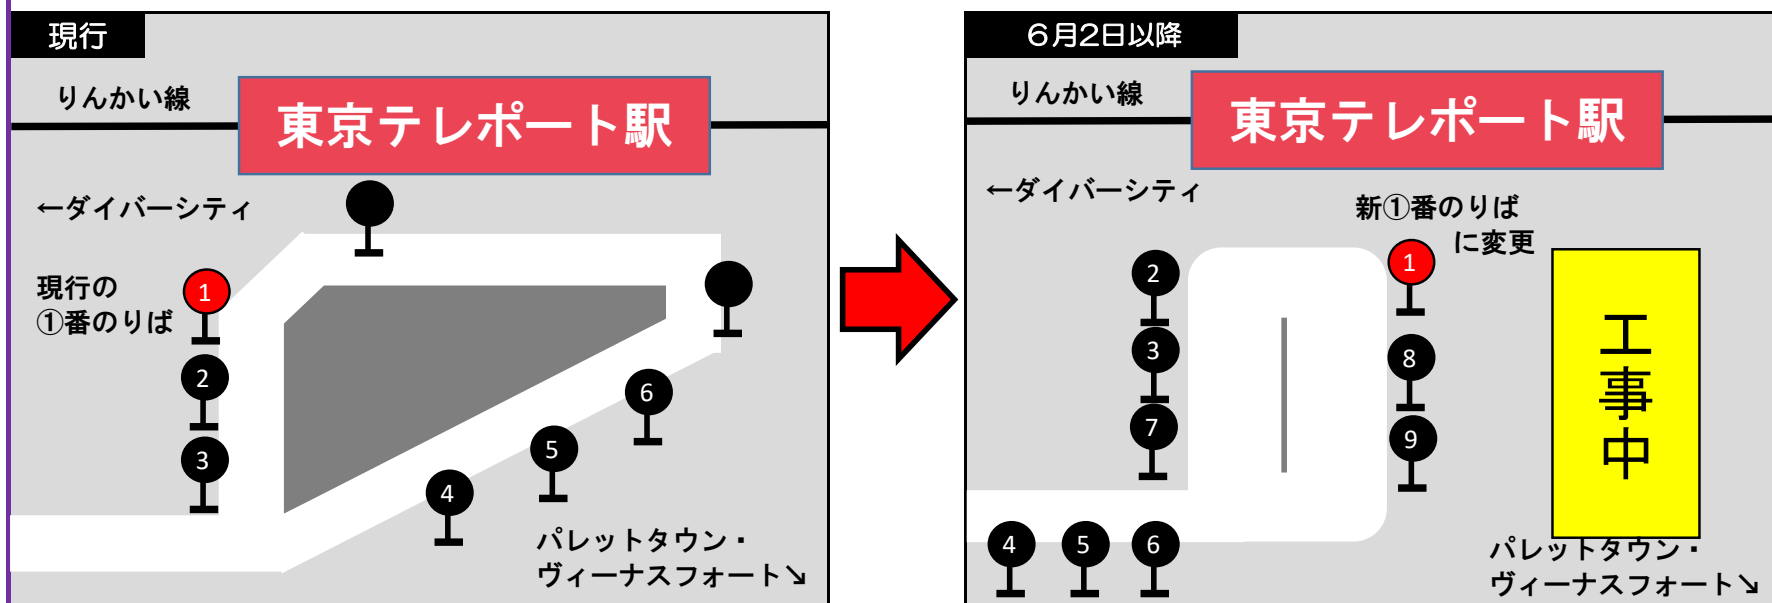 現行
りんかい線
東京テレポート駅
←ダイバーシティ
現行の
①番のりば
1
2
3
4
5
6
パレットタウン・
ヴィーナスフォート↘
6月2日以降
りんかい線
東京テレポート駅
←ダイバーシティ
新①番のりば
に変更
1
2
3
7
8
9
4
5
6
工事中
パレットタウン・
ヴィーナスフォート↘